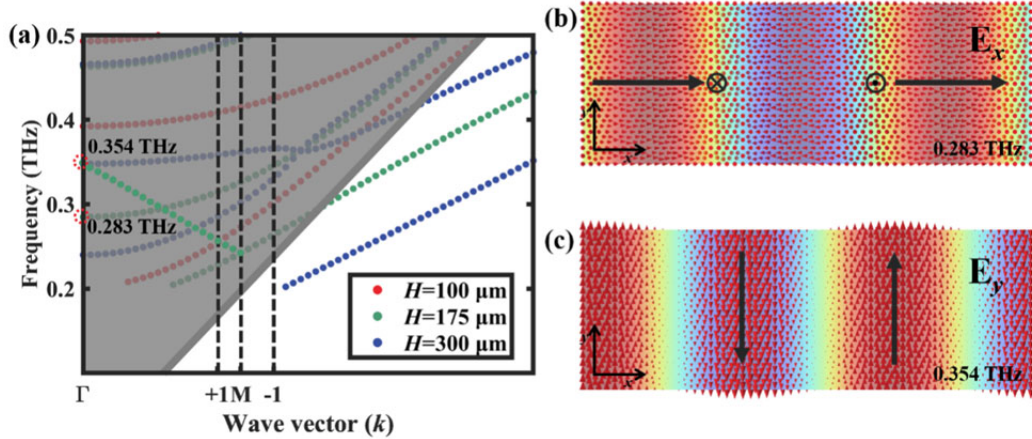 (a)
0.5
0.4
0.3
0.2
Frequency (THz)
0.354 THz
0.283 THz
H=100 μm
H=175 μm
H=300 μm
Γ
+1M
-1
Wave vector (k)
(b)
Ex
y
x
0.283 THz
(c)
Ey
y
x
0.354 THz